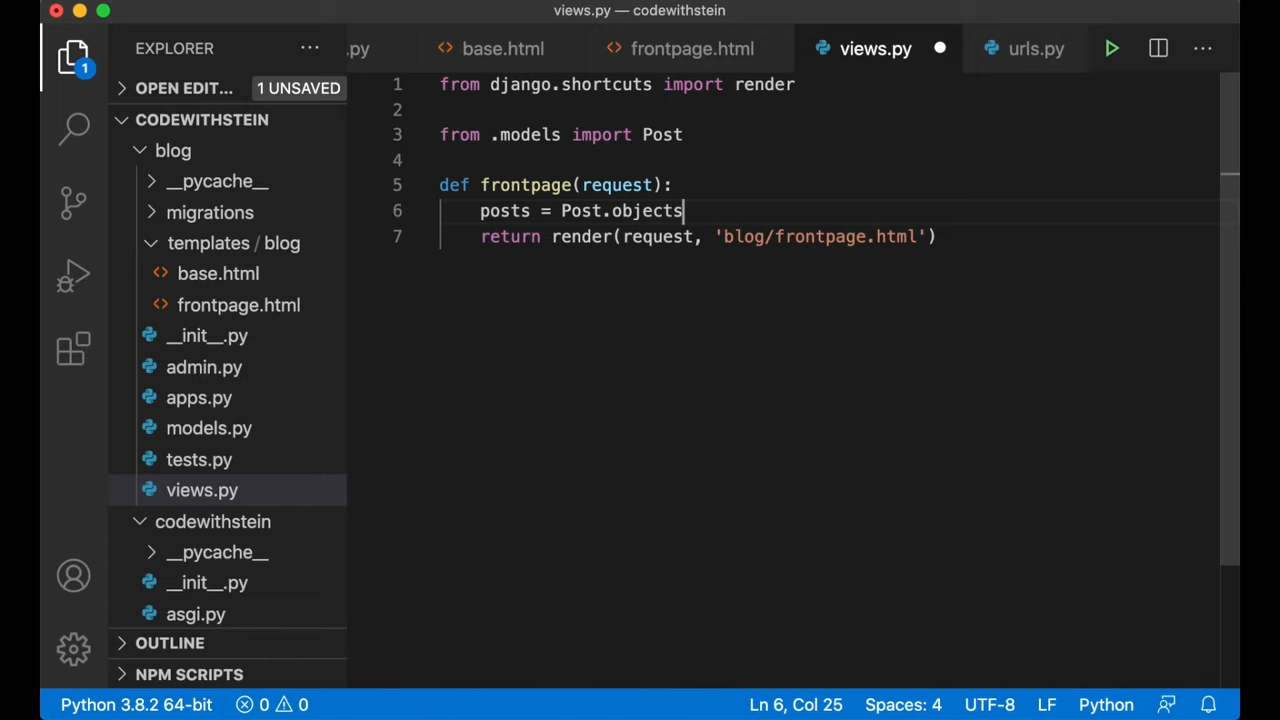 views.py — codewithstein
EXPLORER
.py
base.html
frontpage.html
views.py
urls.py
1
OPEN EDIT...
1 UNSAVED
CODEWITHSTEIN
blog
__pycache__
migrations
templates / blog
base.html
frontpage.html
__init__.py
admin.py
apps.py
models.py
tests.py
views.py
codewithstein
__pycache__
__init__.py
asgi.py
OUTLINE
NPM SCRIPTS
1 from django.shortcuts import render
2
3 from .models import Post
4
5 def frontpage(request):
6 posts = Post.objects
7 return render(request, 'blog/frontpage.html')
Python 3.8.2 64-bit 0 0 Ln 6, Col 25 Spaces: 4 UTF-8 LF Python